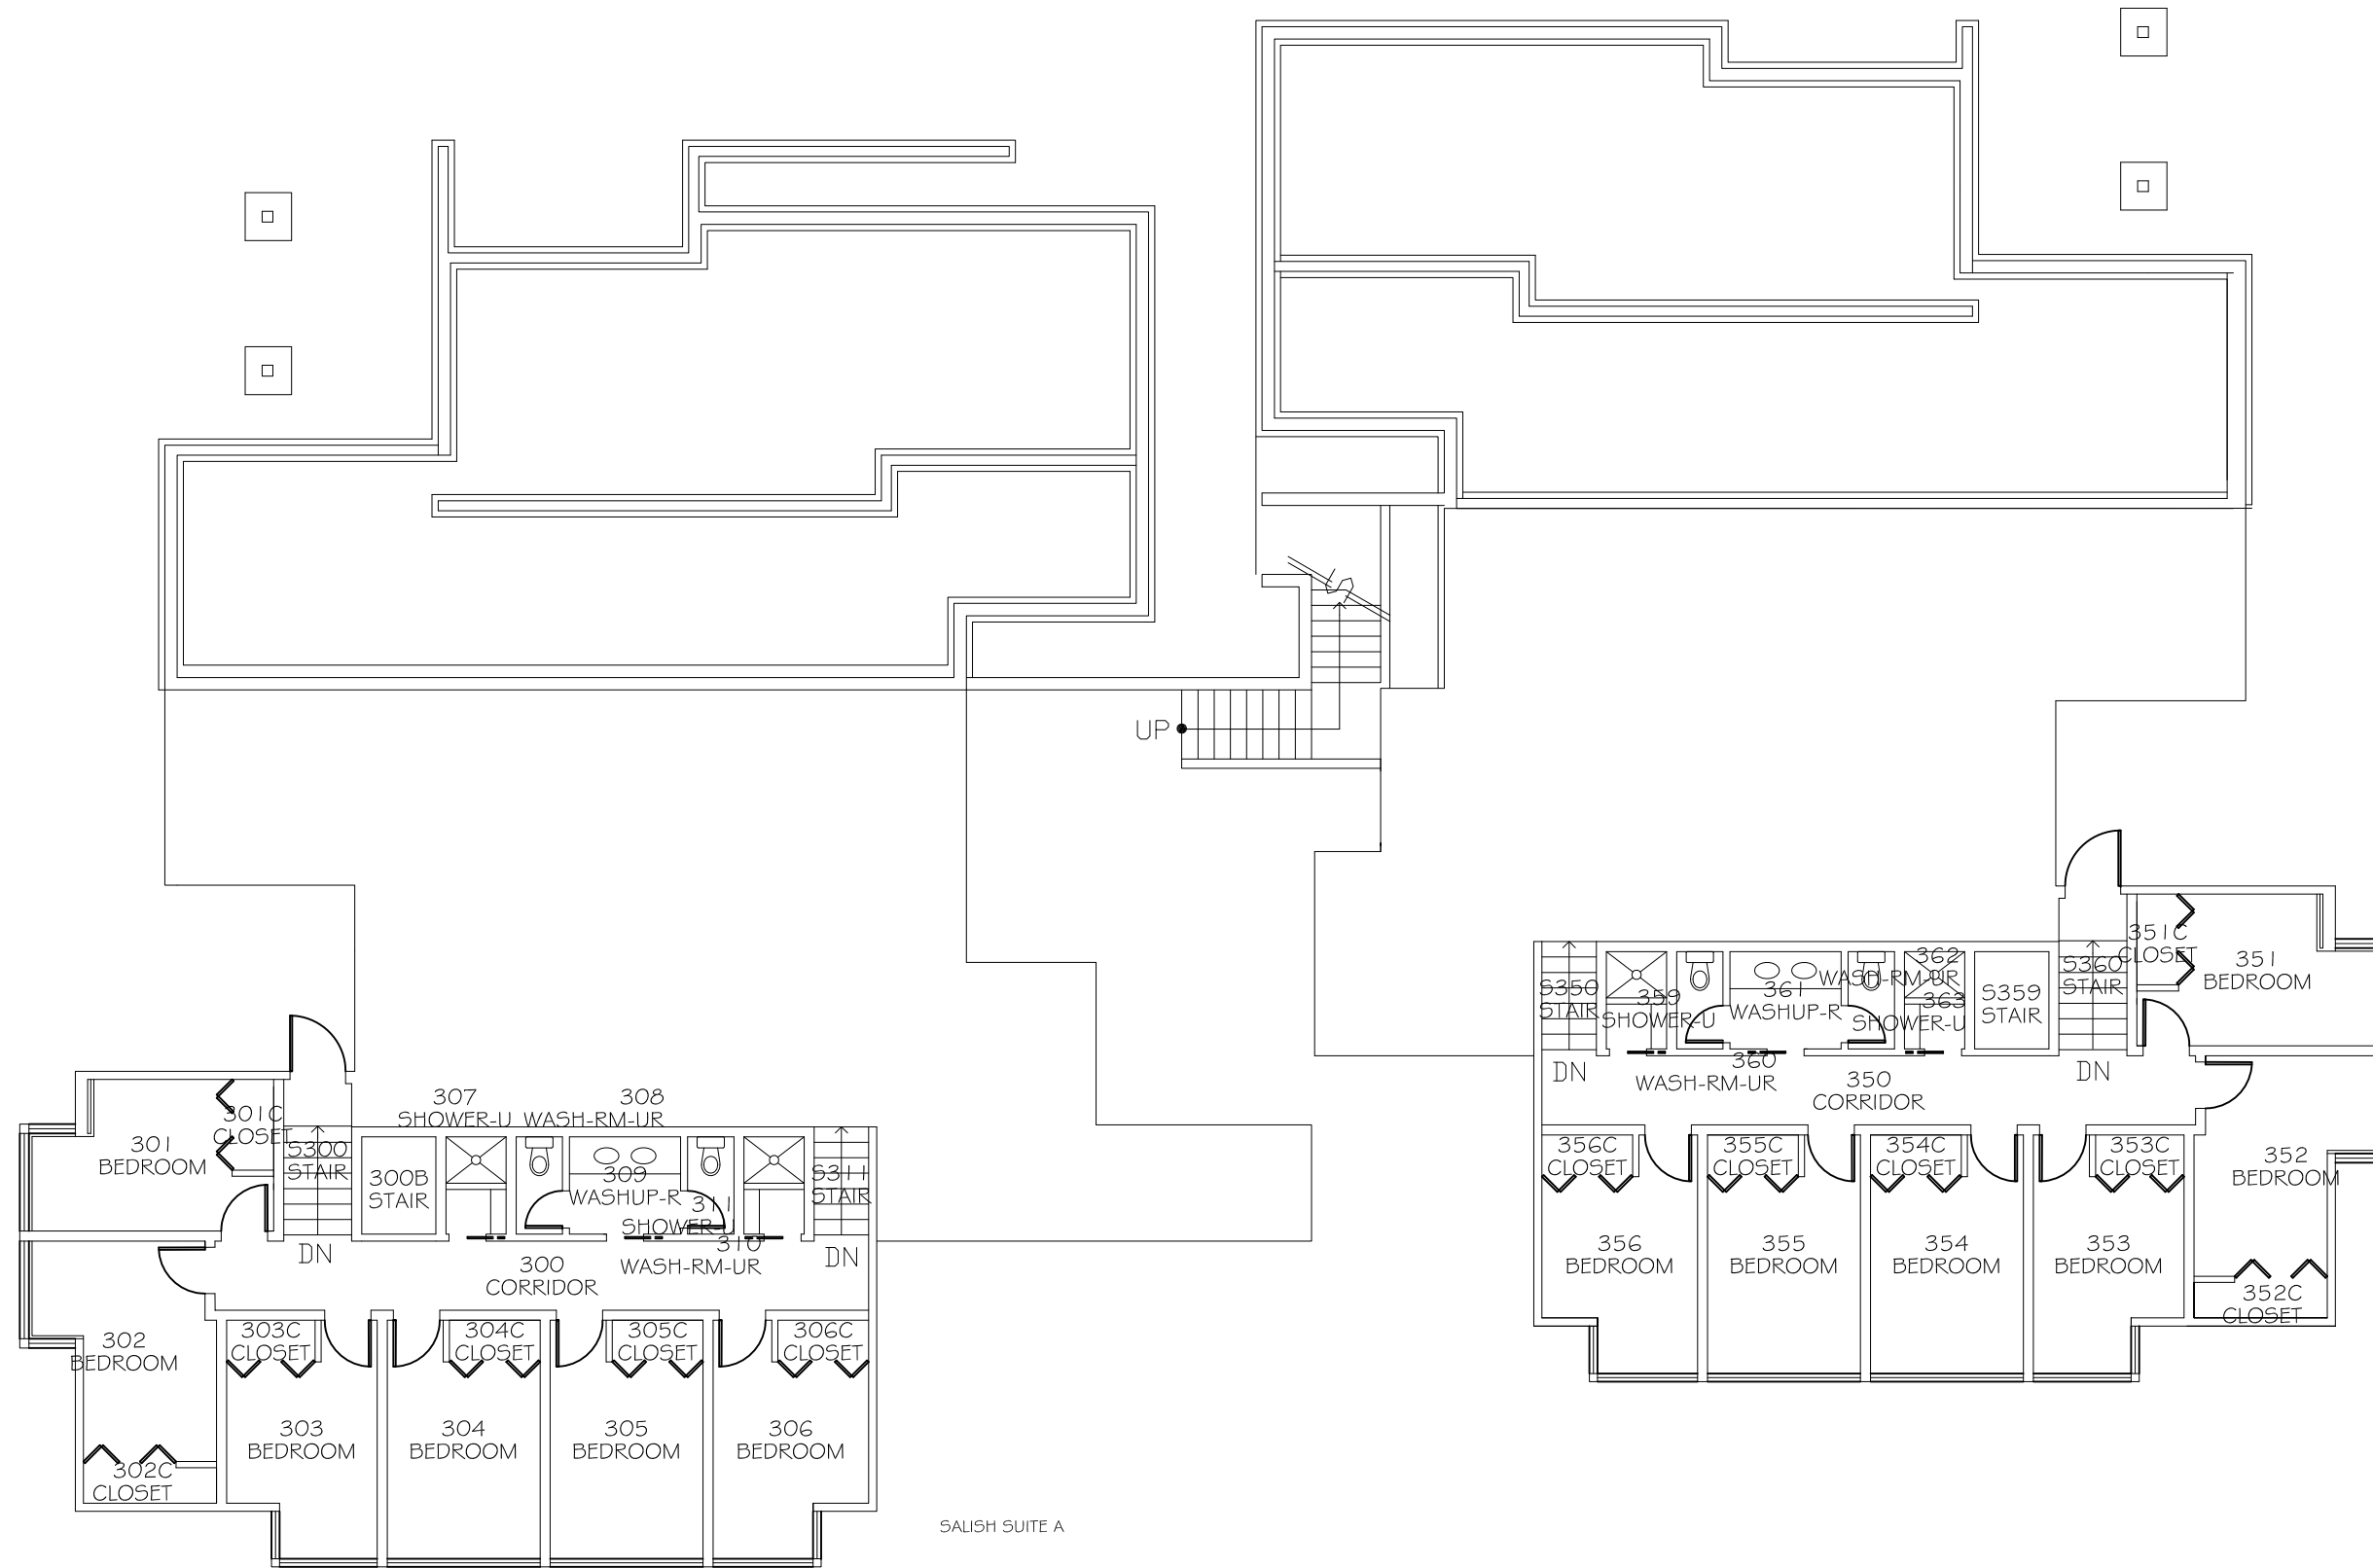 UP
351C
CLOSET
351
BEDROOM
S360
STAIR
362
WASH-RM-UR
S350
STAIR
359
SHOWER-U
361
WASHUP-R
363
SHOWER-U
S359
STAIR
360
WASH-RM-UR
DN
350
CORRIDOR
DN
356C
CLOSET
355C
CLOSET
354C
CLOSET
353C
CLOSET
352
BEDROOM
356
BEDROOM
355
BEDROOM
354
BEDROOM
353
BEDROOM
352C
CLOSET
307
SHOWER-U
308
WASH-RM-UR
301C
CLOSET
301
BEDROOM
S300
STAIR
300B
STAIR
309
WASHUP-R
S311
STAIR
311
SHOWER-U
310
WASH-RM-UR
DN
300
CORRIDOR
DN
302
BEDROOM
303C
CLOSET
304C
CLOSET
305C
CLOSET
306C
CLOSET
303
BEDROOM
304
BEDROOM
305
BEDROOM
306
BEDROOM
302C
CLOSET
SALISH SUITE A